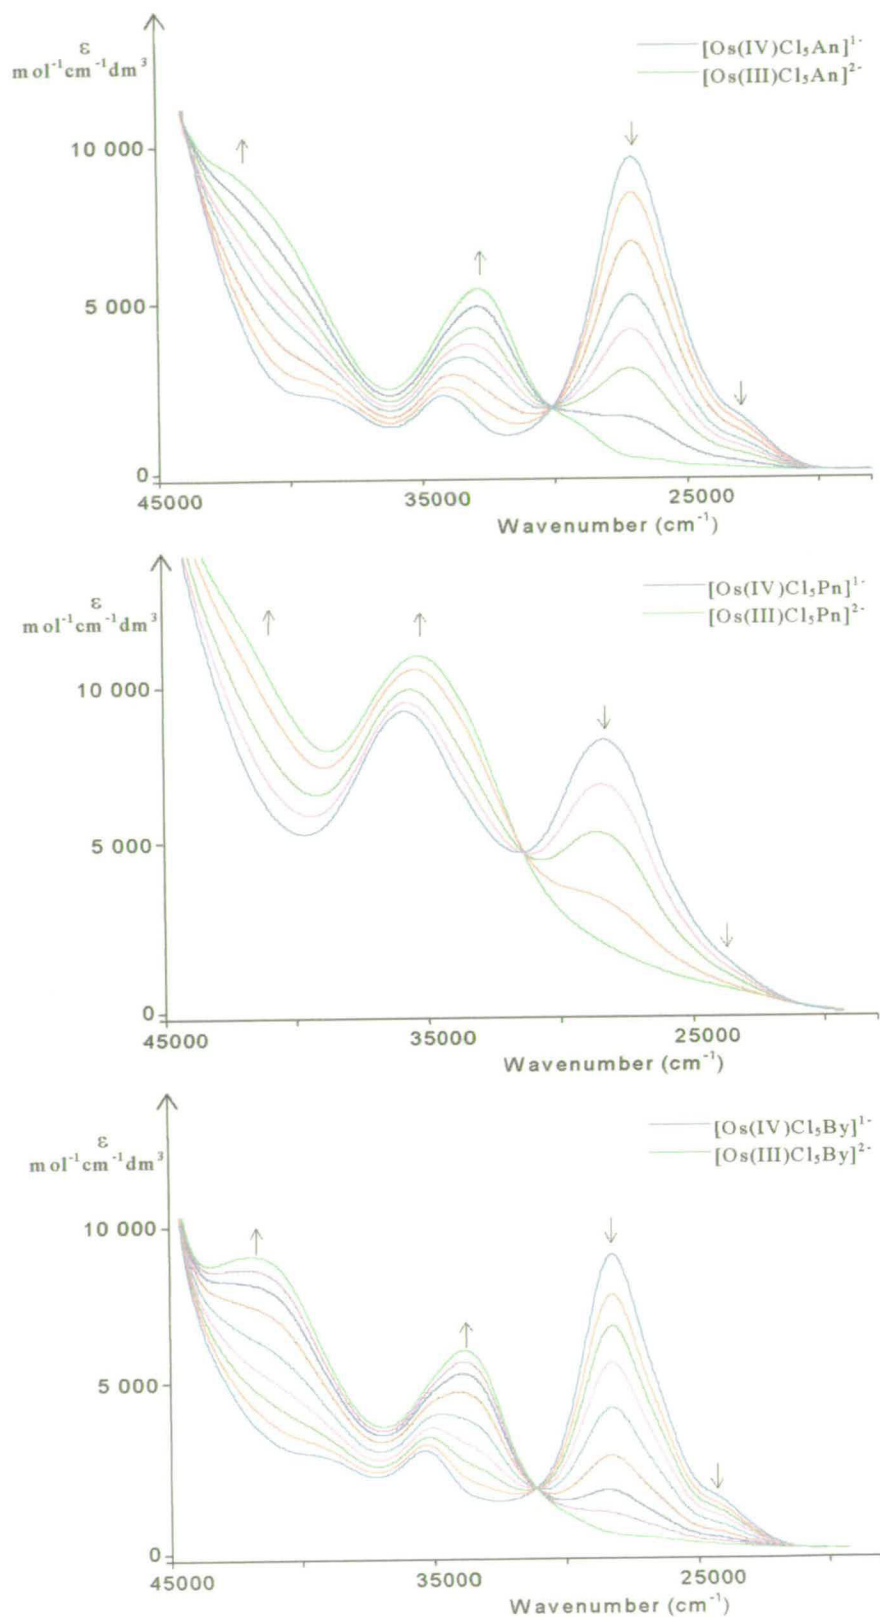 ε
mol⁻¹cm⁻¹dm³
[Os(IV)Cl₅An]¹⁻
[Os(III)Cl₅An]²⁻
10 000
5 000
0
45000 35000 25000
Wavenumber (cm⁻¹)
ε
mol⁻¹cm⁻¹dm³
[Os(IV)Cl₅Pn]¹⁻
[Os(III)Cl₅Pn]²⁻
10 000
5 000
0
45000 35000 25000
Wavenumber (cm⁻¹)
ε
mol⁻¹cm⁻¹dm³
[Os(IV)Cl₅By]¹⁻
[Os(III)Cl₅By]²⁻
10 000
5 000
0
45000 35000 25000
Wavenumber (cm⁻¹)